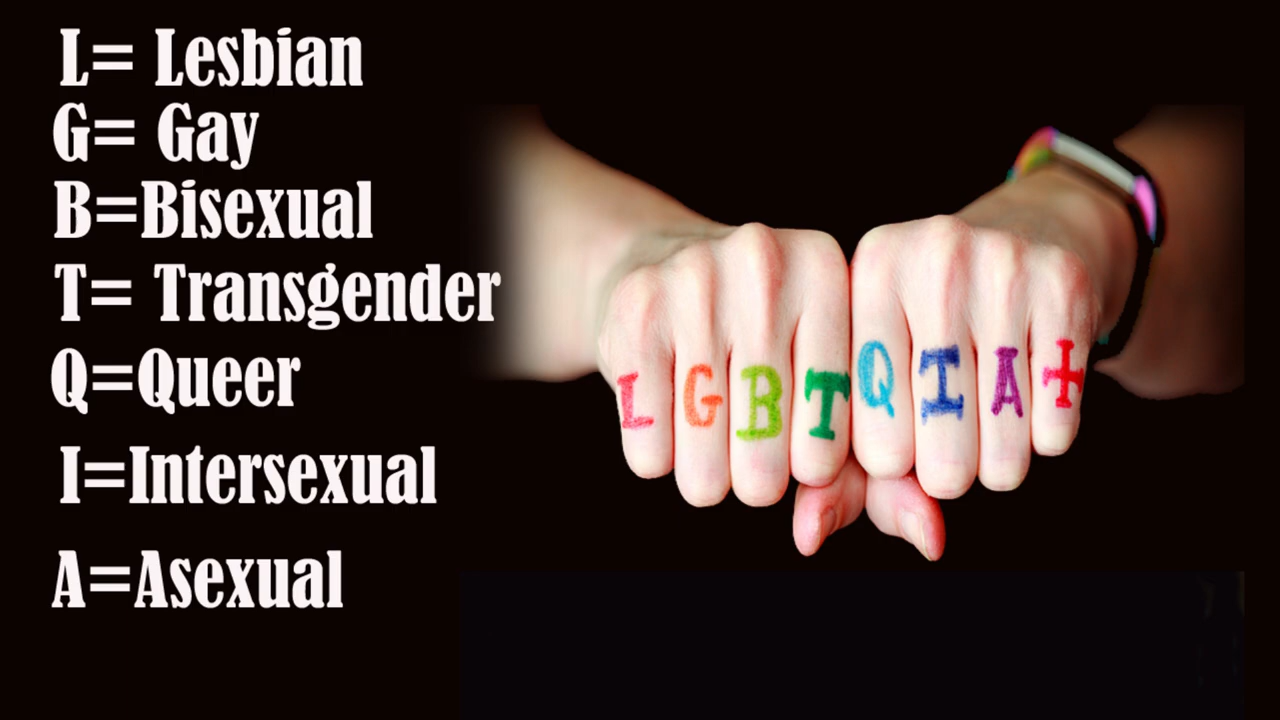 L= Lesbian
G= Gay
B=Bisexual
T= Transgender
Q=Queer
I=Intersexual
A=Asexual
LGBTQIA+